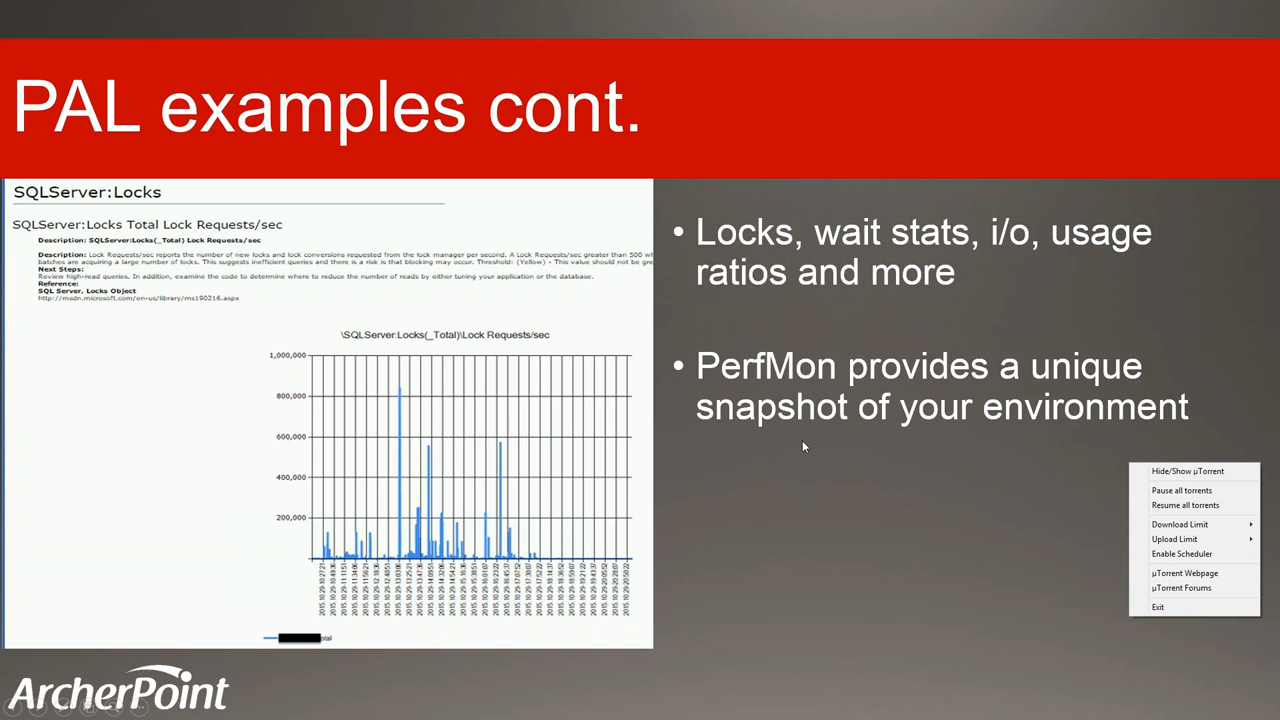 PAL examples cont.
SQLServer:Locks
SQLServer:Locks Total Lock Requests/sec
Description: SQLServer:Locks(_Total) Lock Requests/sec
Description: Lock Requests/sec reports the number of new locks and lock conversions requested from the lock manager per second. A Lock Requests/sec greater than 500 wh
batches are acquiring a large number of locks. This suggests inefficient queries and there is a risk is that blocking may occur. Threshold: (Yellow) - This value should not be gre
Next Steps:
Review high-read queries. In addition, examine the code to determine where to reduce the number of reads by either tuning your application or the database.
Reference:
SQL Server, Locks Object
http://msdn.microsoft.com/en-us/library/ms190216.aspx
\SQLServer:Locks(_Total)\Lock Requests/sec
1,000,000
800,000
600,000
400,000
200,000
otal
• Locks, wait stats, i/o, usage
ratios and more
• PerfMon provides a unique
snapshot of your environment
Hide/Show µTorrent
Pause all torrents
Resume all torrents
Download Limit
Upload Limit
Enable Scheduler
µTorrent Webpage
µTorrent Forums
Exit
ArcherPoint